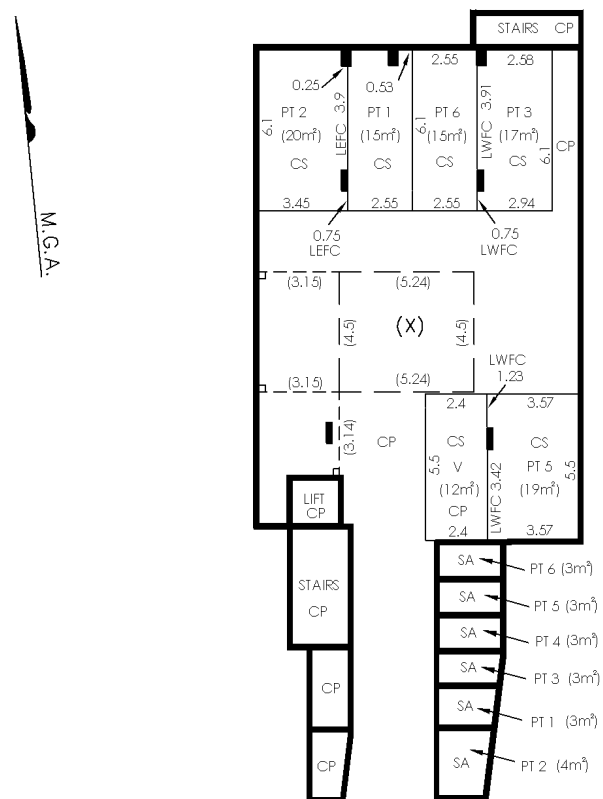 STAIRS CP
2.55
2.58
0.25
0.53
PT 2
(20m²)
CS
6.1
3.45
LEFC 3.9
PT 1
(15m²)
CS
2.55
6.1
PT 6
(15m²)
CS
2.55
LWFC 3.91
PT 3
(17m²)
CS
6.1
2.94
CP
0.75
LEFC
0.75
LWFC
M.G.A.
(3.15)
(5.24)
(4.5)
(X)
(4.5)
(3.15)
(5.24)
LWFC
1.23
(3.14)
CP
2.4
CS
V
(12m²)
CP
2.4
5.5
LWFC 3.42
3.57
CS
PT 5
(19m²)
5.5
3.57
LIFT
CP
STAIRS
CP
CP
CP
SA
PT 6 (3m²)
SA
PT 5 (3m²)
SA
PT 4 (3m²)
SA
PT 3 (3m²)
SA
PT 1 (3m²)
SA
PT 2 (4m²)